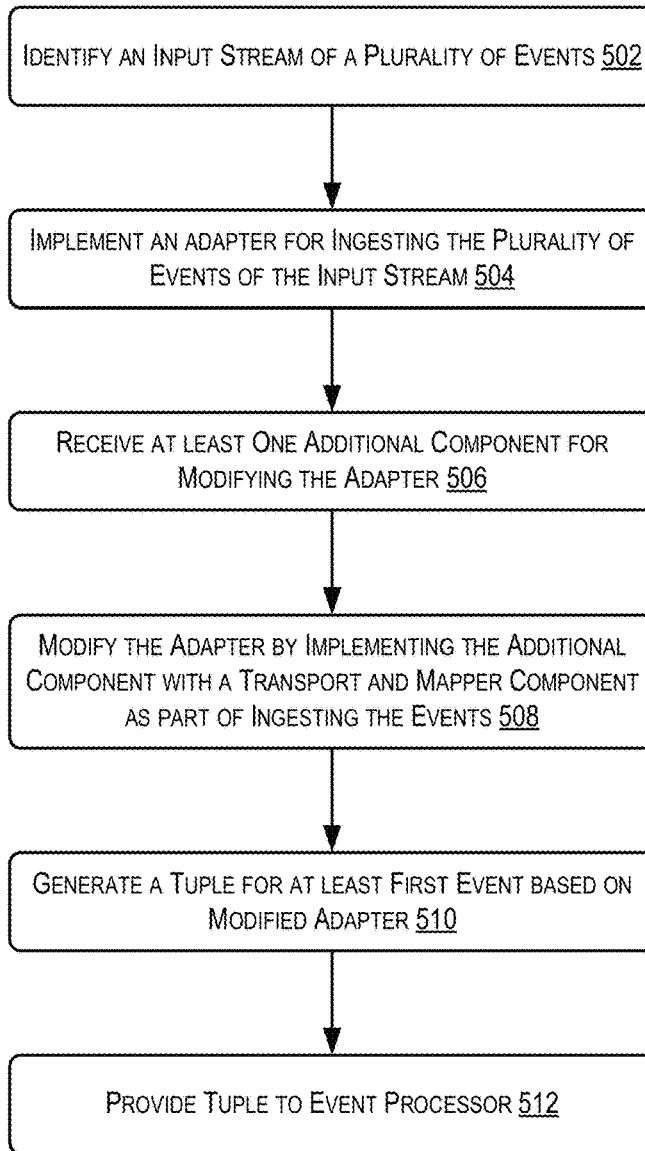 IDENTIFY AN INPUT STREAM OF A PLURALITY OF EVENTS 502
IMPLEMENT AN ADAPTER FOR INGESTING THE PLURALITY OF
EVENTS OF THE INPUT STREAM 504
RECEIVE AT LEAST ONE ADDITIONAL COMPONENT FOR
MODIFYING THE ADAPTER 506
MODIFY THE ADAPTER BY IMPLEMENTING THE ADDITIONAL
COMPONENT WITH A TRANSPORT AND MAPPER COMPONENT
AS PART OF INGESTING THE EVENTS 508
GENERATE A TUPLE FOR AT LEAST FIRST EVENT BASED ON
MODIFIED ADAPTER 510
PROVIDE TUPLE TO EVENT PROCESSOR 512